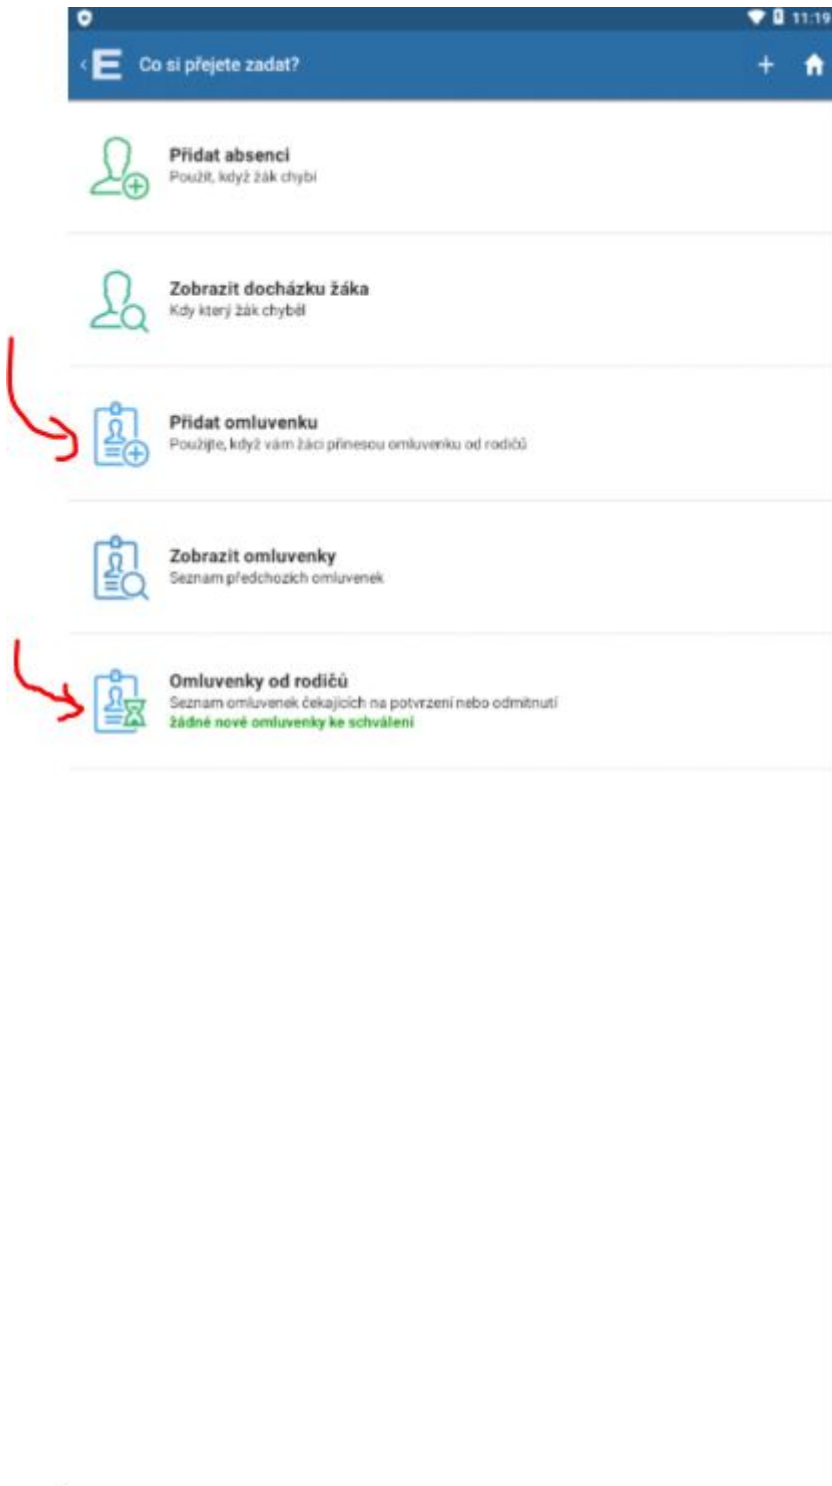 11:19
E Co si přejete zadat?
Přidat absenci
Použít, když žák chybí
Zobrazit docházku žáka
Kdy který žák chyběl
Přidat omluvenku
Použijte, když vám žáci přinesou omluvenku od rodičů
Zobrazit omluvenky
Seznam předchozích omluvenek
Omluvenky od rodičů
Seznam omluvenek čekajících na potvrzení nebo odmítnutí
žádné nové omluvenky ke schválení